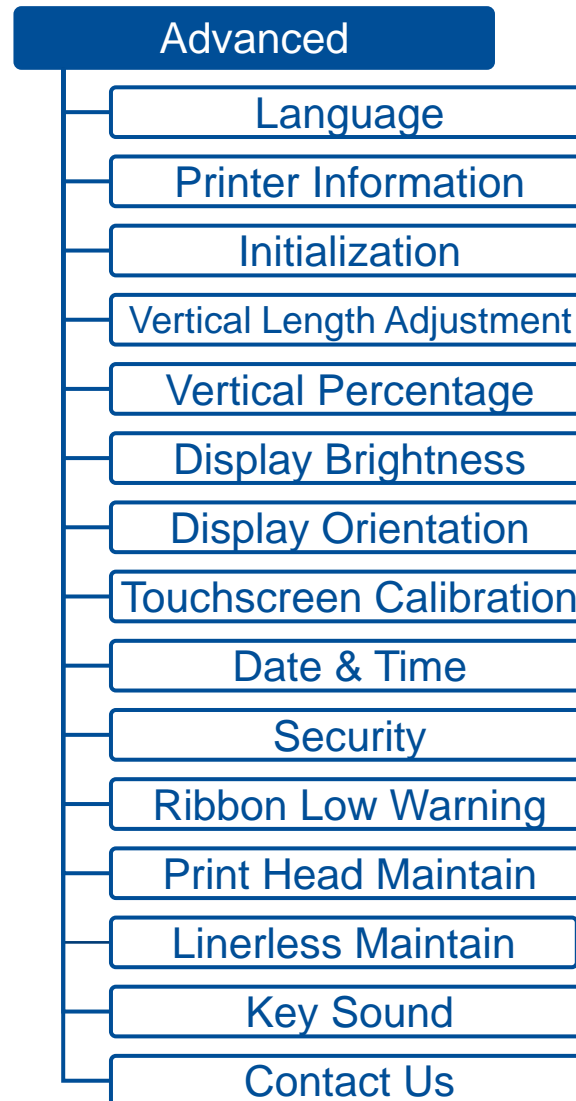 Advanced
Language
Printer Information
Initialization
Vertical Length Adjustment
Vertical Percentage
Display Brightness
Display Orientation
Touchscreen Calibration
Date & Time
Security
Ribbon Low Warning
Print Head Maintain
Linerless Maintain
Key Sound
Contact Us